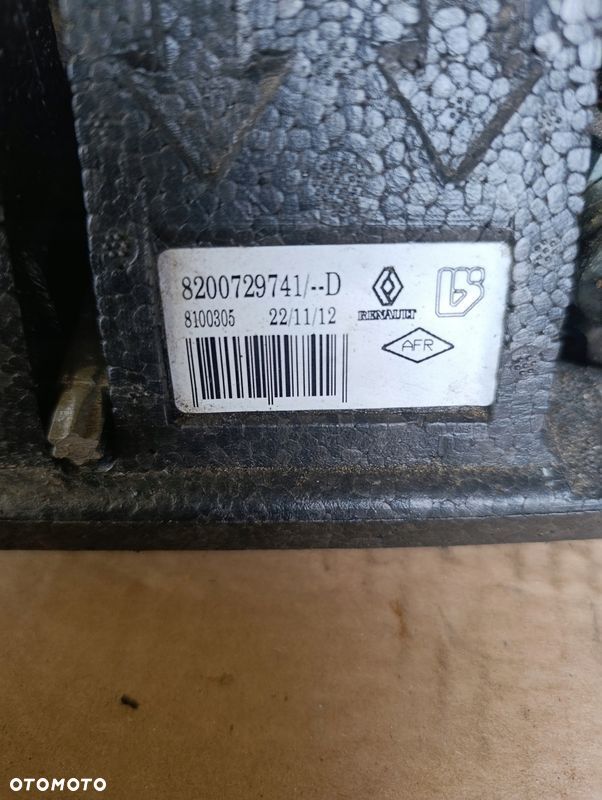 8200729741/--D
8100305 22/11/12
RENAULT
AFR
OTOMOTO